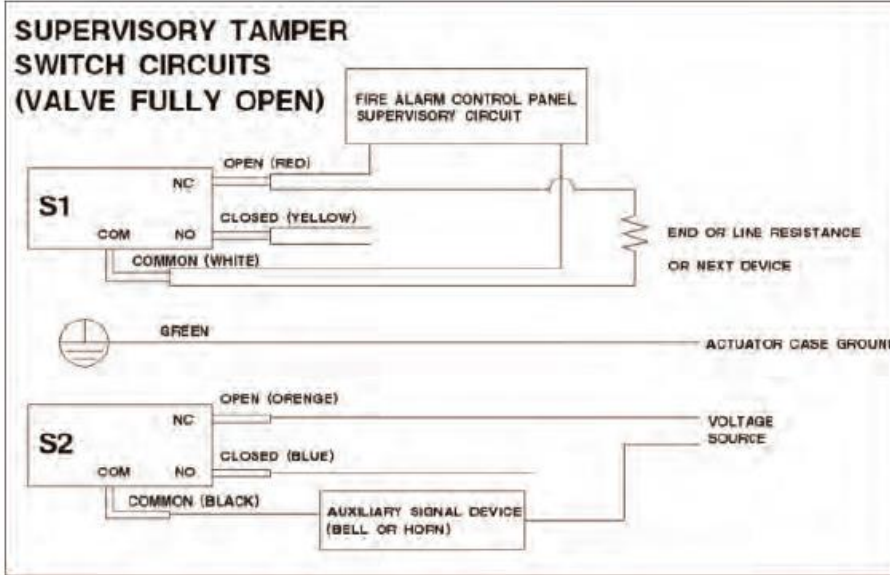 SUPERVISORY TAMPER
SWITCH CIRCUITS
(VALVE FULLY OPEN)
FIRE ALARM CONTROL PANEL
SUPERVISORY CIRCUIT
OPEN (RED)
NC
S1
CLOSED (YELLOW)
COM
NO
COMMON (WHITE)
END OR LINE RESISTANCE
OR NEXT DEVICE
GREEN
ACTUATOR CASE GROUND
OPEN (ORENGE)
NC
VOLTAGE
SOURCE
S2
CLOSED (BLUE)
COM
NO
COMMON (BLACK)
AUXILIARY SIGNAL DEVICE
(BELL OR HORN)